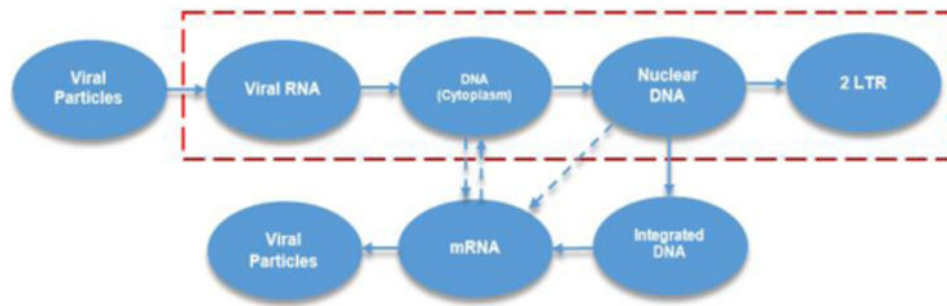 Viral
Particles
Viral RNA
DNA
(Cytoplasm)
Nuclear
DNA
2 LTR
Viral
Particles
mRNA
Integrated
DNA